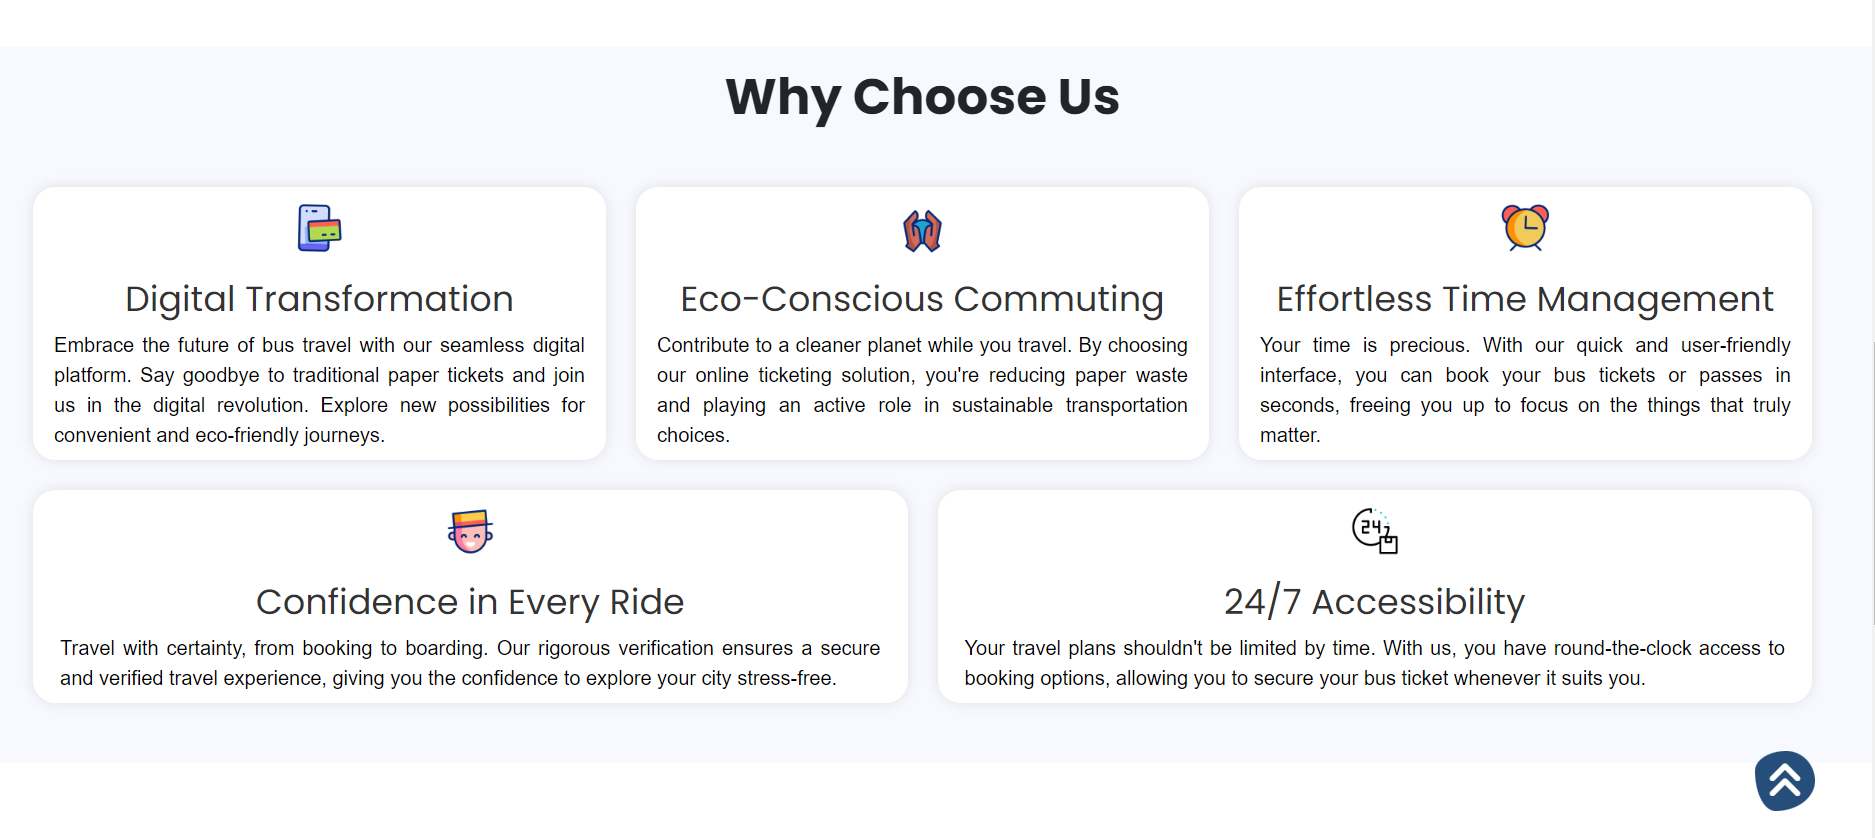 Why Choose Us
Digital Transformation
Embrace the future of bus travel with our seamless digital
platform. Say goodbye to traditional paper tickets and join
us in the digital revolution. Explore new possibilities for
convenient and eco-friendly journeys.
Eco-Conscious Commuting
Contribute to a cleaner planet while you travel. By choosing
our online ticketing solution, you're reducing paper waste
and playing an active role in sustainable transportation
choices.
Effortless Time Management
Your time is precious. With our quick and user-friendly
interface, you can book your bus tickets or passes in
seconds, freeing you up to focus on the things that truly
matter.
Confidence in Every Ride
Travel with certainty, from booking to boarding. Our rigorous verification ensures a secure
and verified travel experience, giving you the confidence to explore your city stress-free.
24/7
24/7 Accessibility
Your travel plans shouldn't be limited by time. With us, you have round-the-clock access to
booking options, allowing you to secure your bus ticket whenever it suits you.